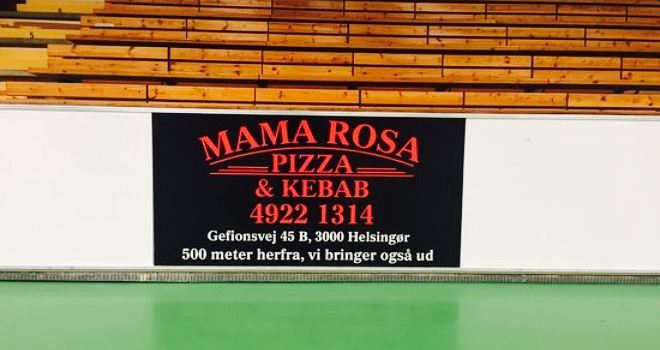 MAMA ROSA
PIZZA
& KEBAB
4922 1314
Gefionsvej 45 B, 3000 Helsingør
500 meter herfra, vi bringer også ud